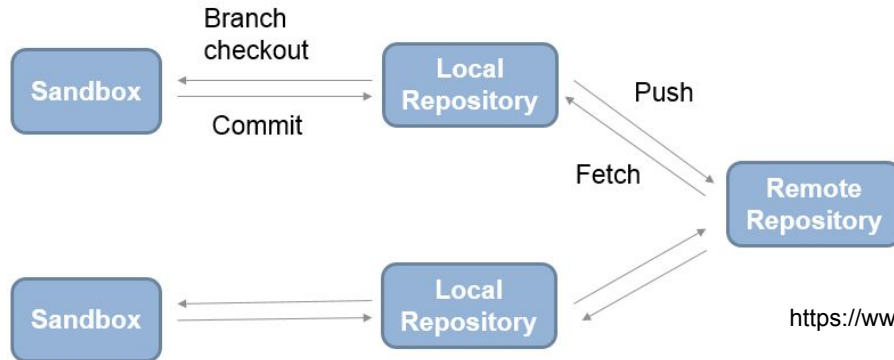 Branch
checkout
Sandbox
Local
Repository
Commit
Push
Fetch
Remote
Repository
Sandbox
Local
Repository
https://ww